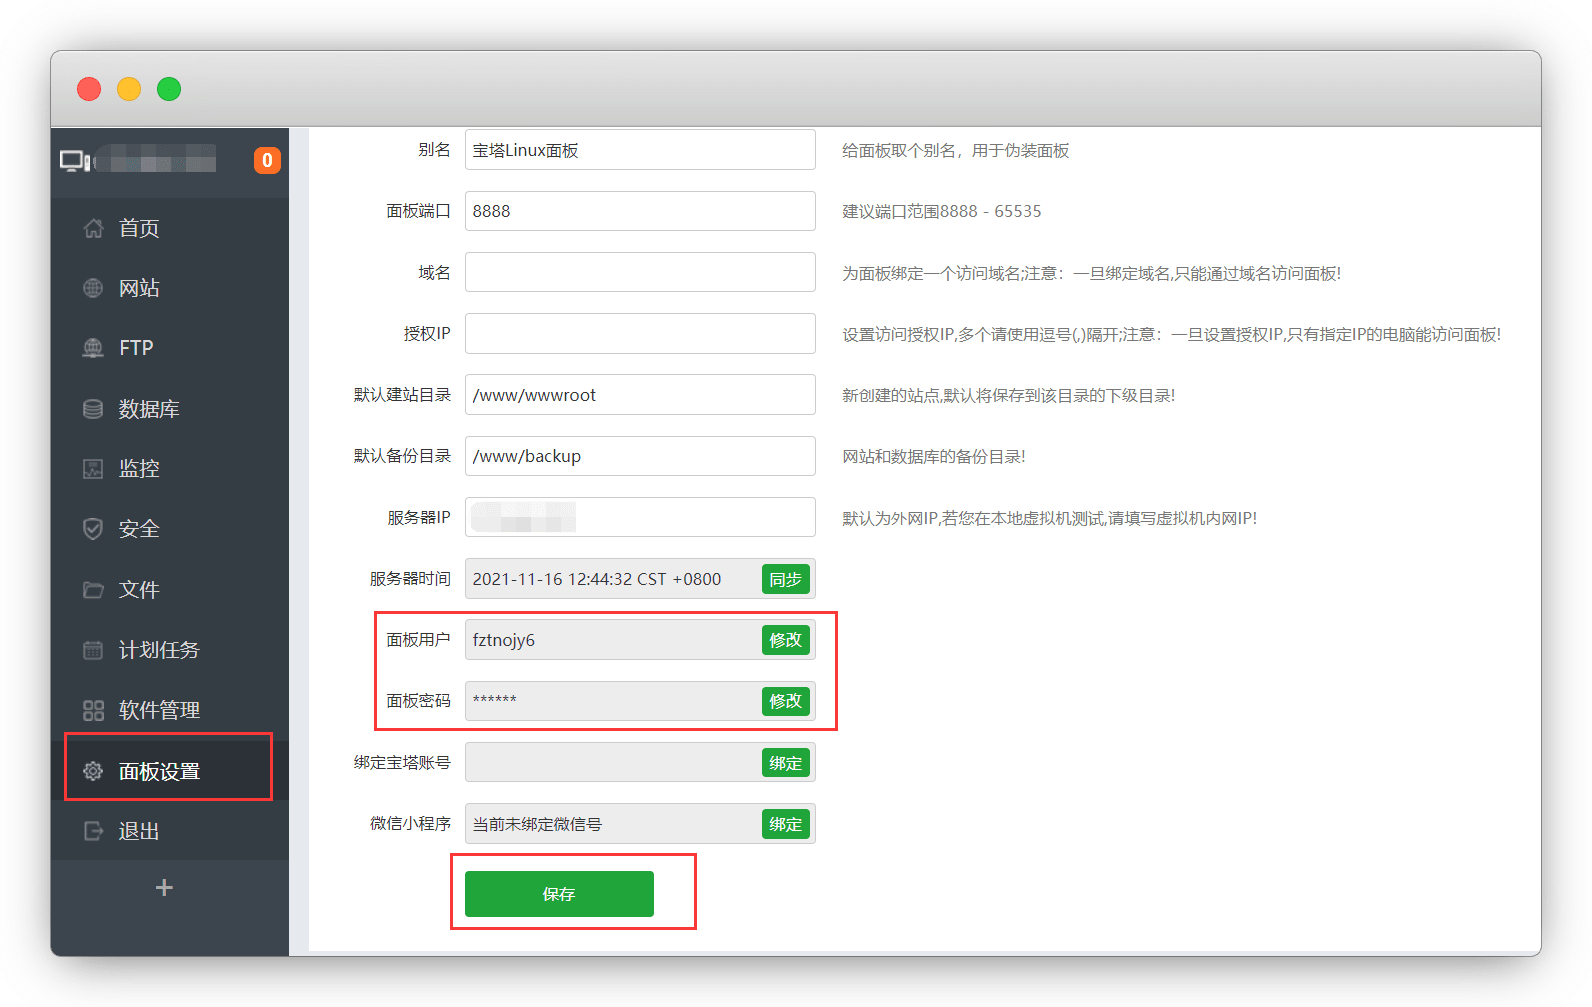 0
首页
网站
FTP
数据库
监控
安全
文件
计划任务
软件管理
面板设置
退出
+
别名 宝塔Linux面板 给面板取个别名，用于伪装面板
面板端口 8888 建议端口范围8888 - 65535
域名 为面板绑定一个访问域名;注意：一旦绑定域名,只能通过域名访问面板!
授权IP 设置访问授权IP,多个请使用逗号(,)隔开;注意：一旦设置授权IP,只有指定IP的电脑能访问面板!
默认建站目录 /www/wwwroot 新创建的站点,默认将保存到该目录的下级目录!
默认备份目录 /www/backup 网站和数据库的备份目录!
服务器IP 默认为外网IP,若您在本地虚拟机测试,请填写虚拟机内网IP!
服务器时间 2021-11-16 12:44:32 CST +0800 同步
面板用户 fztnojy6 修改
面板密码 ****** 修改
绑定宝塔账号 绑定
微信小程序 当前未绑定微信号 绑定
保存